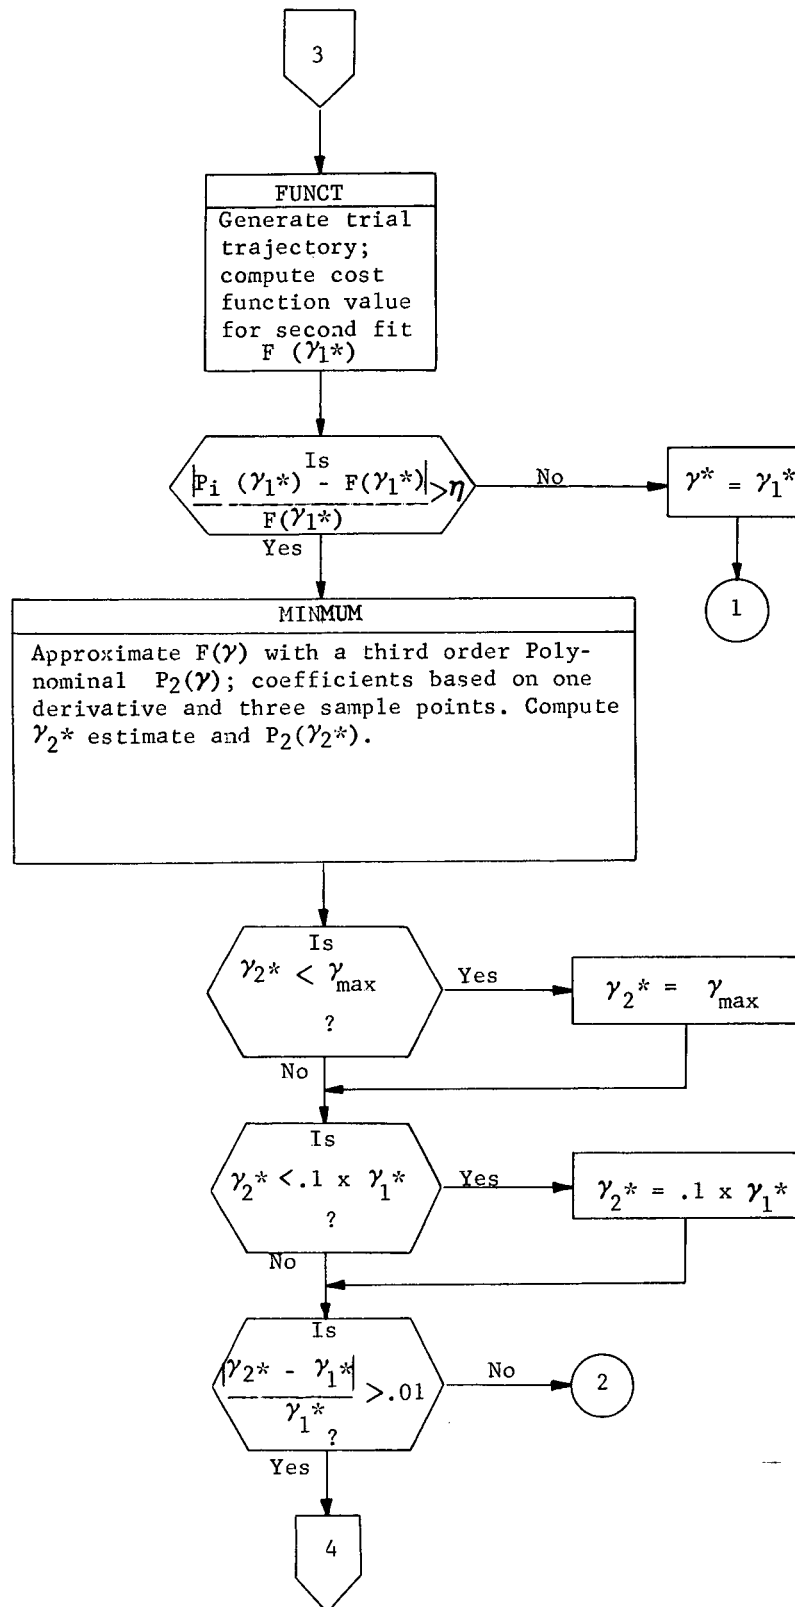 3
FUNCT
Generate trial
trajectory;
compute cost
function value
for second fit
F (γ₁*)
Is
|Pᵢ (γ₁*) - F(γ₁*)|
> η
F(γ₁*)
No
γ* = γ₁*
1
Yes
MINMUM
Approximate F(γ) with a third order Poly-
nominal P₂(γ); coefficients based on one
derivative and three sample points. Compute
γ₂* estimate and P₂(γ₂*).
Is
γ₂* < γmax
?
Yes
γ₂* = γmax
No
Is
γ₂* < .1 x γ₁*
?
Yes
γ₂* = .1 x γ₁*
No
Is
|γ₂* - γ₁*|
> .01
γ₁*
?
No
2
Yes
4